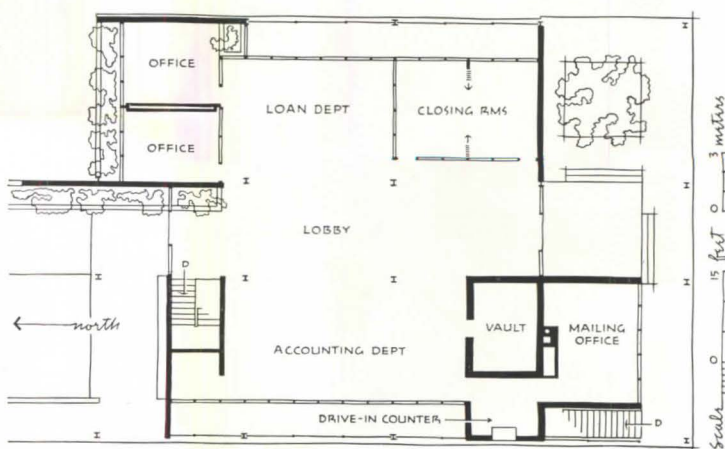 OFFICE
LOAN DEPT
CLOSING RMS
OFFICE
LOBBY
D
north
VAULT
MAILING
OFFICE
ACCOUNTING DEPT
DRIVE-IN COUNTER
D
Scale 0 15 feet 0 3 meters